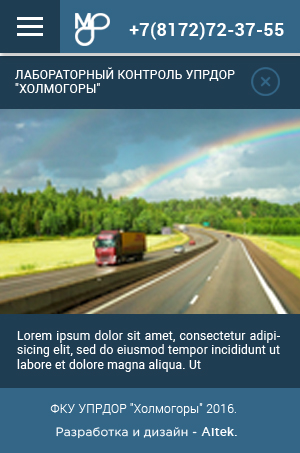 +7(8172)72-37-55
ЛАБОРАТОРНЫЙ КОНТРОЛЬ УПРДОР
"ХОЛМОГОРЫ"
Lorem ipsum dolor sit amet, consectetur adipi-
sicing elit, sed do eiusmod tempor incididunt ut
labore et dolore magna aliqua. Ut
ФКУ УПРДОР "Холмогоры" 2016.
Разработка и дизайн - Altek.